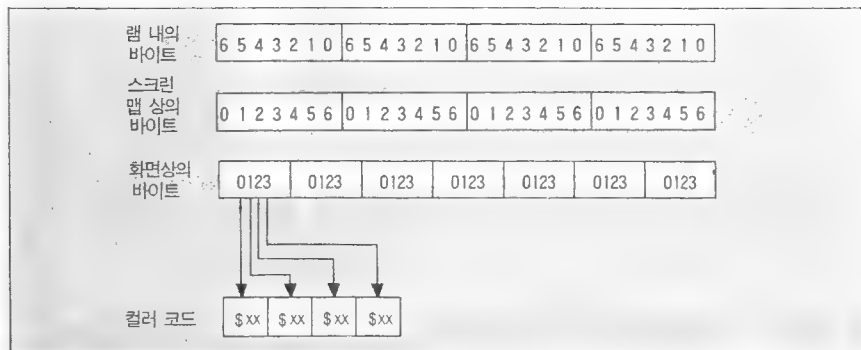 램 내의
바이트
6 5 4 3 2 1 0 6 5 4 3 2 1 0 6 5 4 3 2 1 0 6 5 4 3 2 1 0
스크린
맵 상의
바이트
0 1 2 3 4 5 6 0 1 2 3 4 5 6 0 1 2 3 4 5 6 0 1 2 3 4 5 6
화면상의
바이트
0123 0123 0123 0123 0123 0123 0123
컬러 코드 $xx $xx $xx $xx